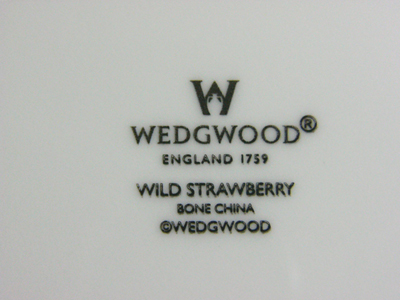 W
WEDGWOOD®
ENGLAND 1759
WILD STRAWBERRY
BONE CHINA
©WEDGWOOD